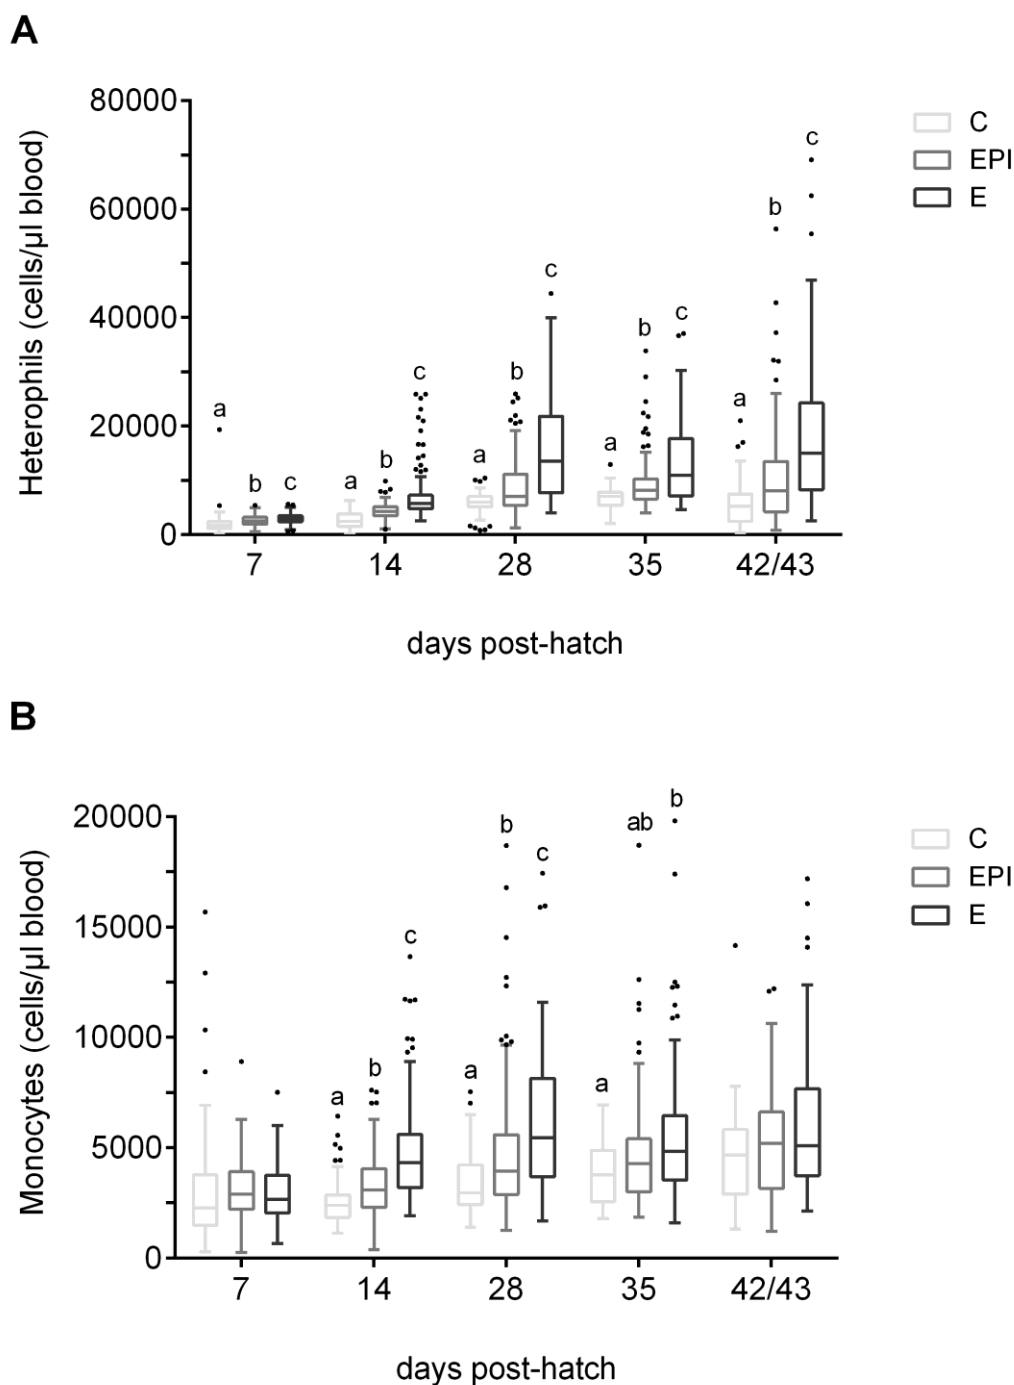 A
Heterophils (cells/µl blood)
80000
60000
40000
20000
0
a
b
c
a
b
c
a
b
c
a
b
c
a
b
c
7
14
28
35
42/43
days post-hatch
C
EPI
E
B
Monocytes (cells/µl blood)
20000
15000
10000
5000
0
a
b
c
a
b
c
a
ab
b
7
14
28
35
42/43
days post-hatch
C
EPI
E